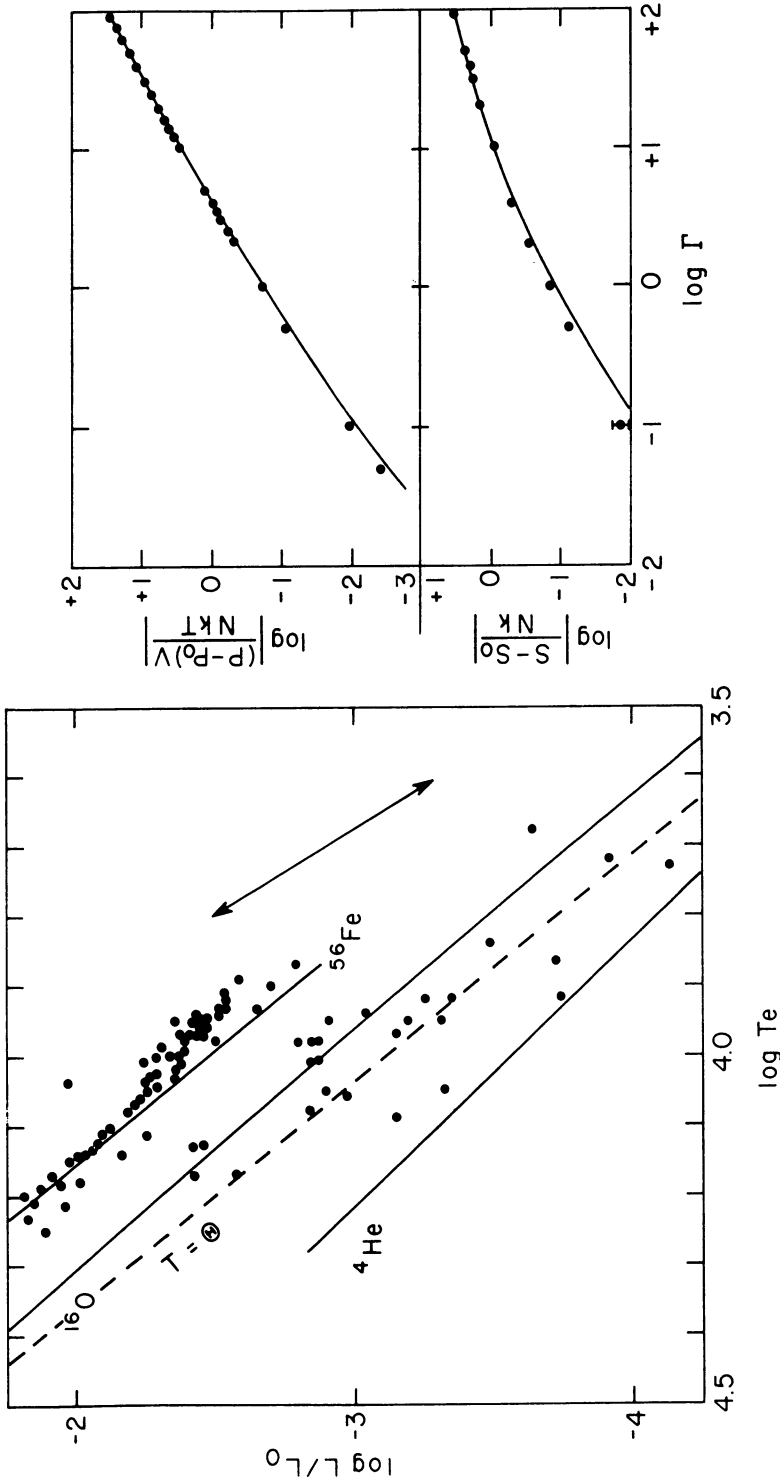 log L/L₀
-2
-3
-4
4.5
4.0
3.5
log Te
⁵⁶Fe
¹⁶O
T = Θ
⁴He
log |(P-P₀)V / NkT|
+2
+1
0
-1
-2
-3
log |S-S₀ / Nk|
+1
0
-1
-2
-2
-1
0
+1
+2
log Γ